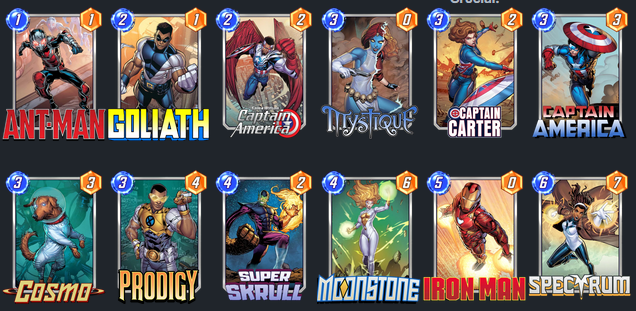 Crucial:
1 1
2 1
2 2
3 0
3 2
3 3
ANT MAN
GOLIATH
Captain America
Mystique
CAPTAIN CARTER
CAPTAIN AMERICA
3 3
3 4
4 2
4 6
5 0
6 7
Cosmo
PRODIGY
SUPER SKRULL
MOONSTONE
IRON MAN
SPECTRUM